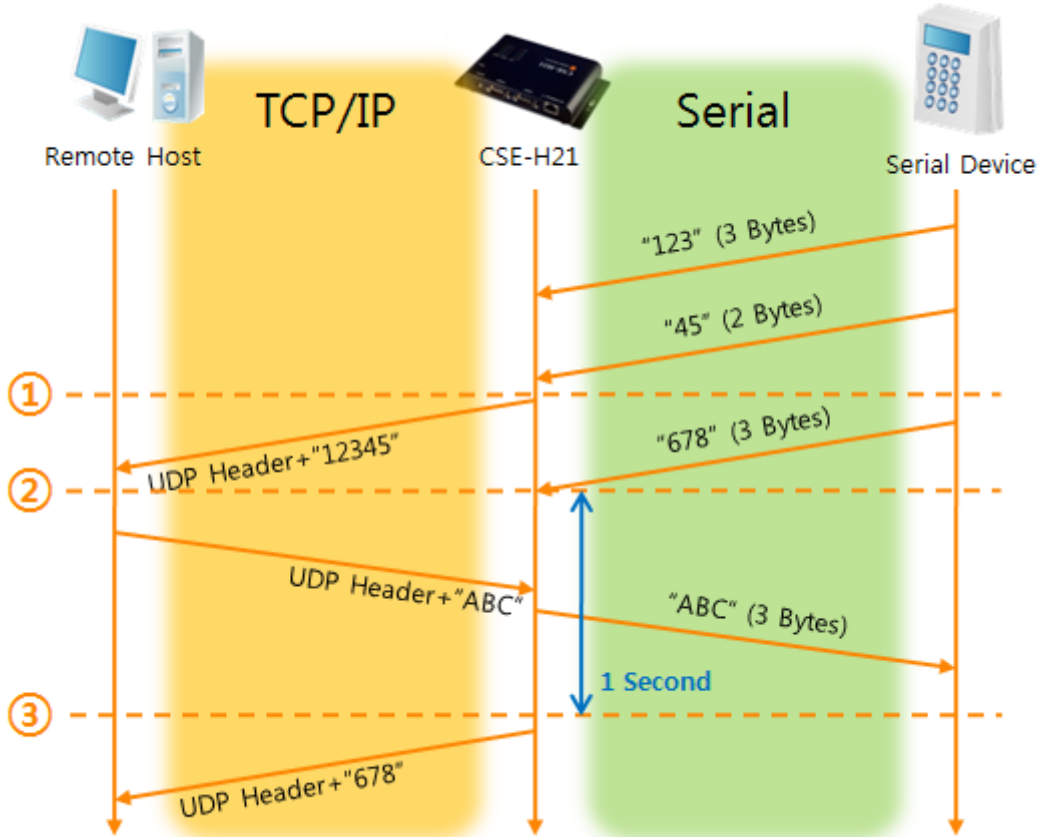 TCP/IP
Serial
Remote Host
CSE-H21
Serial Device
"123" (3 Bytes)
"45" (2 Bytes)
①
UDP Header+"12345"
"678" (3 Bytes)
②
UDP Header+"ABC"
"ABC" (3 Bytes)
1 Second
③
UDP Header+"678"